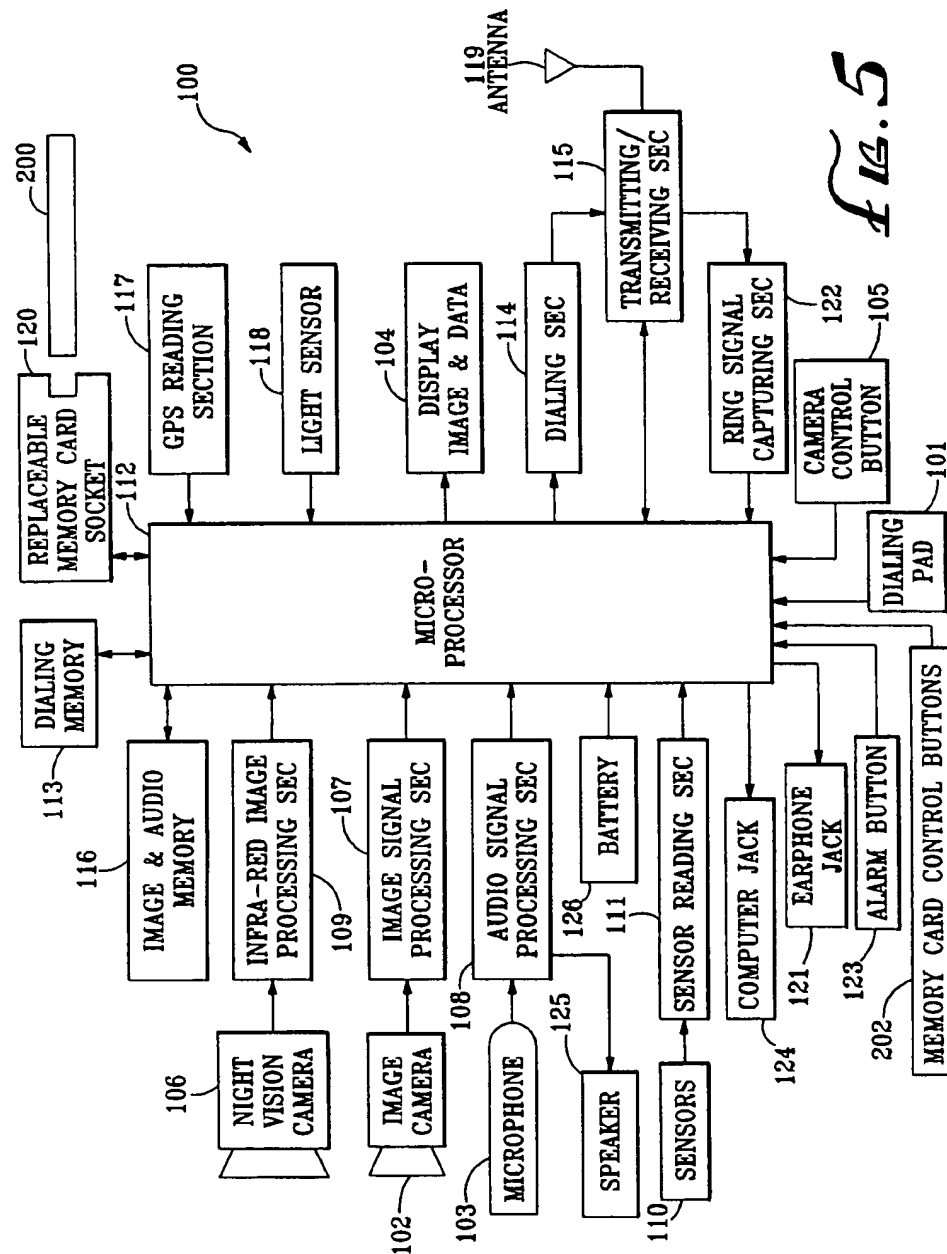 100
119
ANTENNA
200
120
REPLACEABLE
MEMORY CARD
SOCKET
112
117
GPS READING
SECTION
118
LIGHT SENSOR
104
DISPLAY
IMAGE & DATA
114
DIALING SEC
115
TRANSMITTING/
RECEIVING SEC
RING SIGNAL
CAPTURING SEC
122
CAMERA
CONTROL
BUTTON
105
DIALING
PAD
101
MICRO-
PROCESSOR
DIALING
MEMORY
113
116
IMAGE & AUDIO
MEMORY
INFRA-RED IMAGE
PROCESSING SEC
109
107
IMAGE SIGNAL
PROCESSING SEC
AUDIO SIGNAL
PROCESSING SEC
108
BATTERY
126
111
SENSOR READING SEC
COMPUTER JACK
124
EARPHONE
JACK
121
ALARM BUTTON
123
MEMORY CARD CONTROL BUTTONS
202
106
NIGHT
VISION
CAMERA
IMAGE
CAMERA
102
MICROPHONE
103
125
SPEAKER
SENSORS
110
FIG. 5